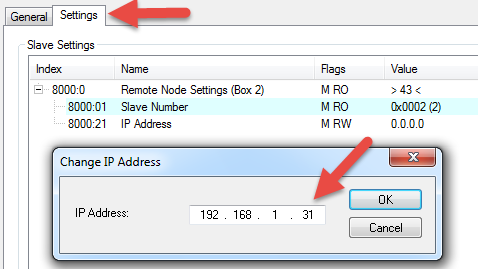 General Settings
Slave Settings
Index Name Flags Value
8000:0 Remote Node Settings (Box 2) M RO > 43 <
8000:01 Slave Number M RO 0x0002 (2)
8000:21 IP Address M RW 0.0.0.0
Change IP Address
OK
IP Address: 192 . 168 . 1 . 31
Cancel